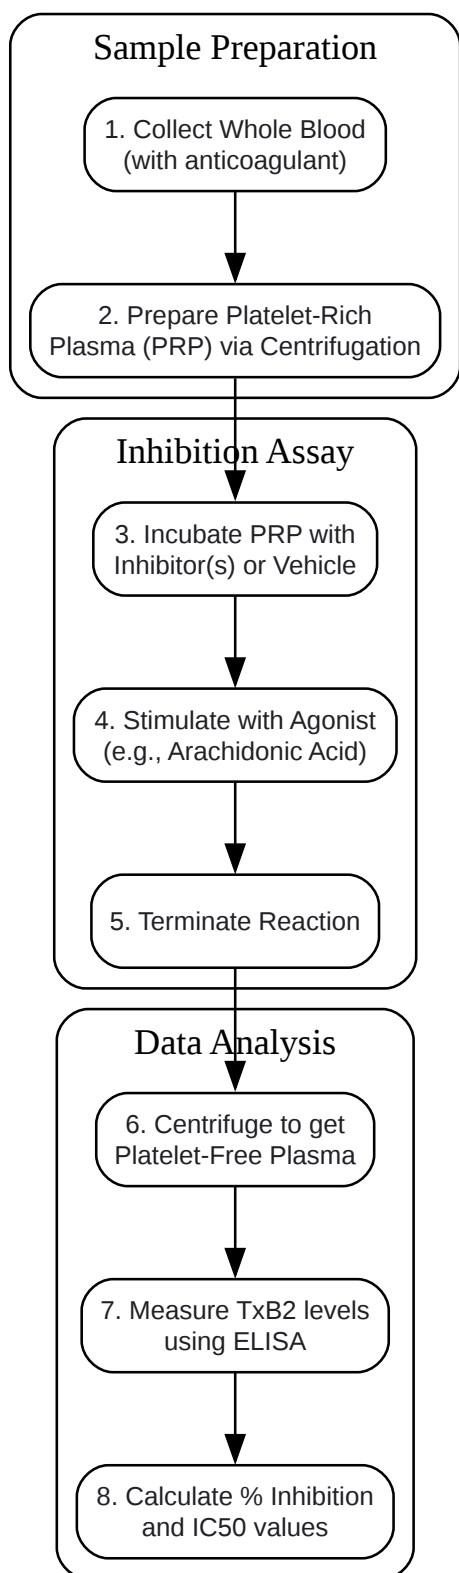 Sample Preparation
1. Collect Whole Blood
(with anticoagulant)
2. Prepare Platelet-Rich
Plasma (PRP) via Centrifugation
Inhibition Assay
3. Incubate PRP with
Inhibitor(s) or Vehicle
4. Stimulate with Agonist
(e.g., Arachidonic Acid)
5. Terminate Reaction
Data Analysis
6. Centrifuge to get
Platelet-Free Plasma
7. Measure TxB2 levels
using ELISA
8. Calculate % Inhibition
and IC50 values